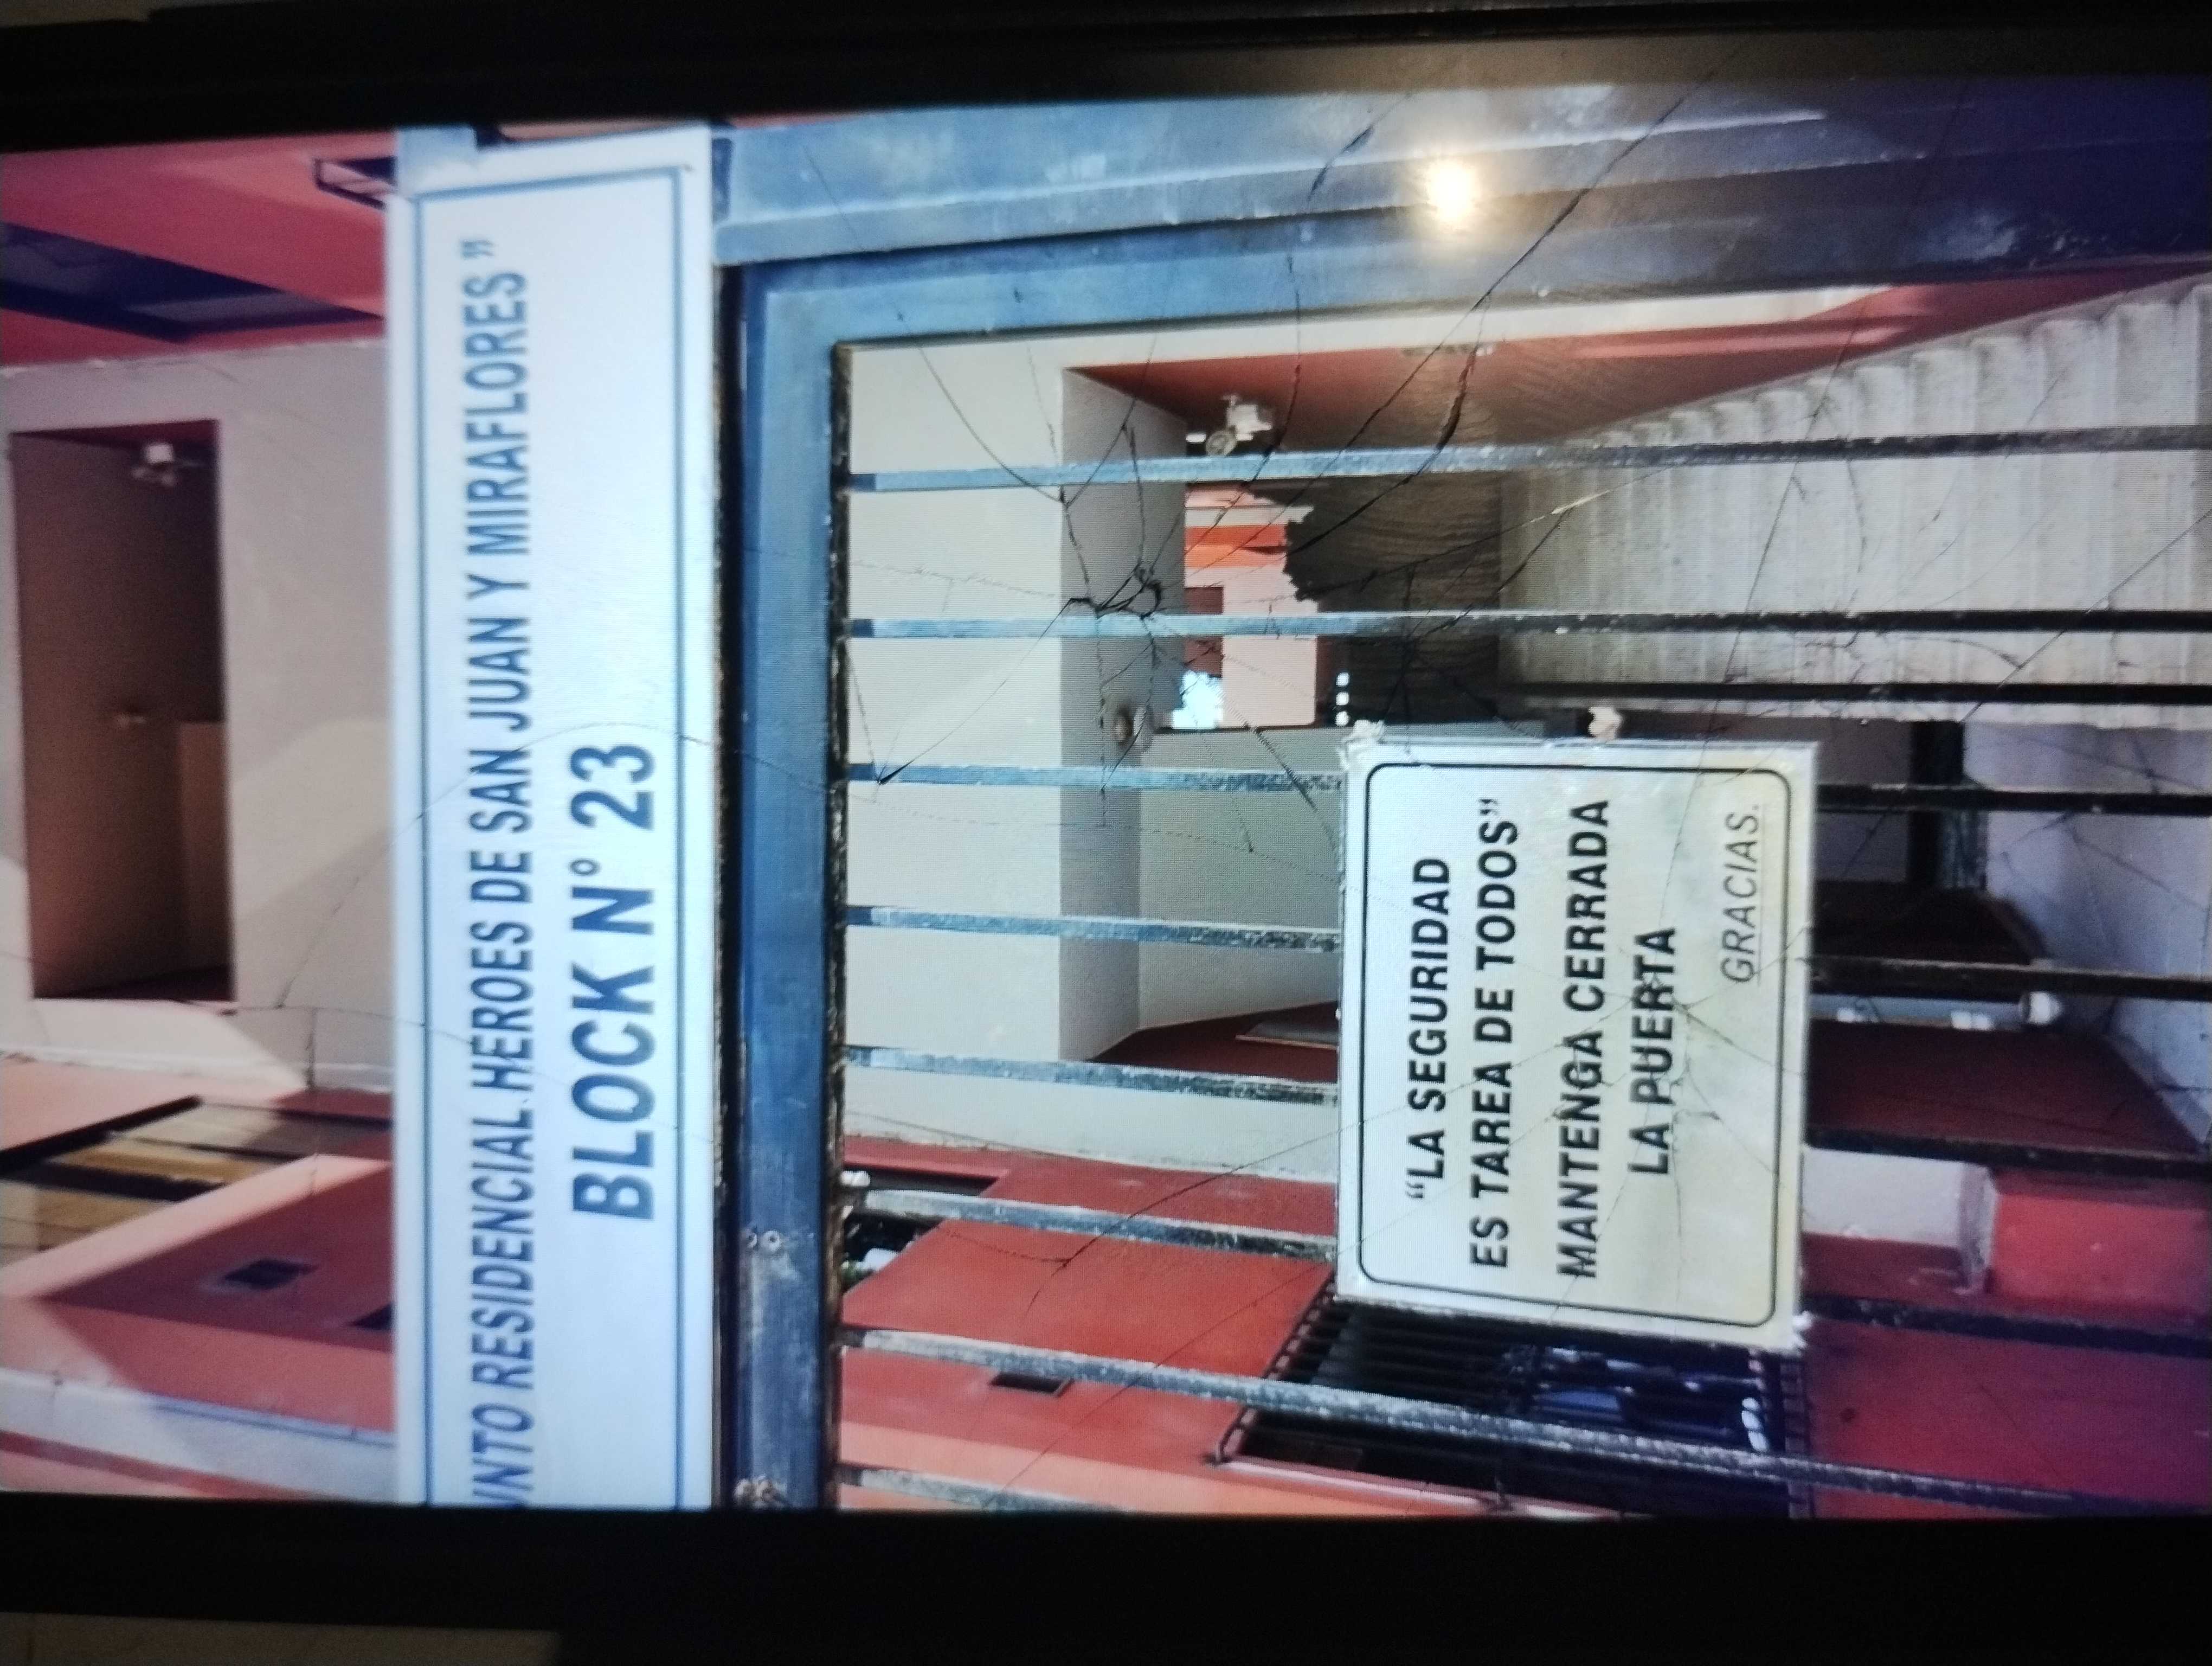 RESIDENCIAL HEROES DE SAN JUAN Y MIRAFLORES”
BLOCK Nº 23
“LA SEGURIDAD
ES TAREA DE TODOS”
MANTENGA CERRADA
LA PUERTA
GRACIAS.